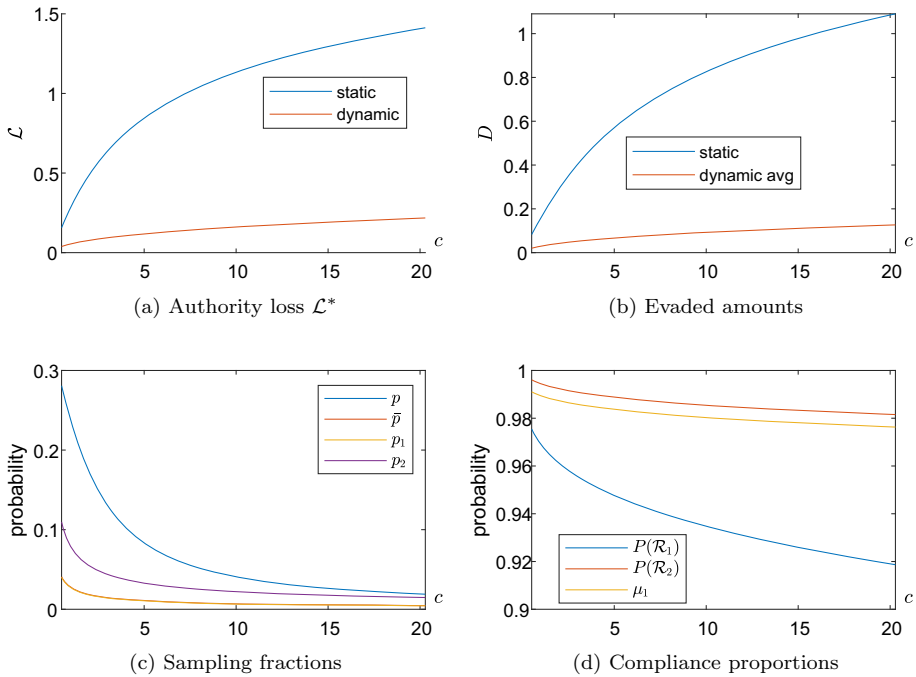 1.5
1
0.5
0
ℒ
static
dynamic
5 10 15 20
c
(a) Authority loss ℒ*
1
0.8
0.6
0.4
0.2
0
D
static
dynamic avg
5 10 15 20
c
(b) Evaded amounts
0.3
0.2
0.1
0
probability
p
p̄
p₁
p₂
5 10 15 20
c
(c) Sampling fractions
1
0.98
0.96
0.94
0.92
0.9
probability
P(ℛ₁)
P(ℛ₂)
μ₁
5 10 15 20
c
(d) Compliance proportions